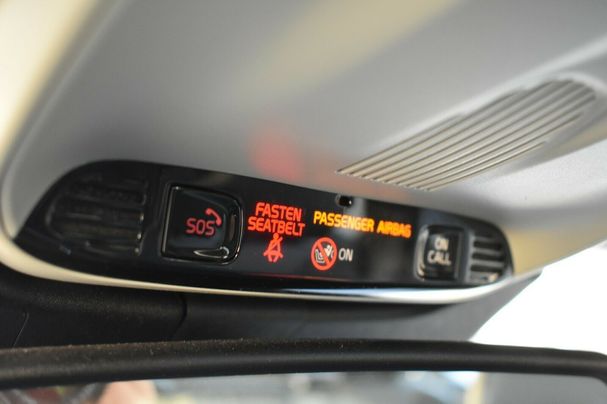 SOS
FASTEN
SEATBELT
PASSENGER AIRBAG
ON
ON
CALL